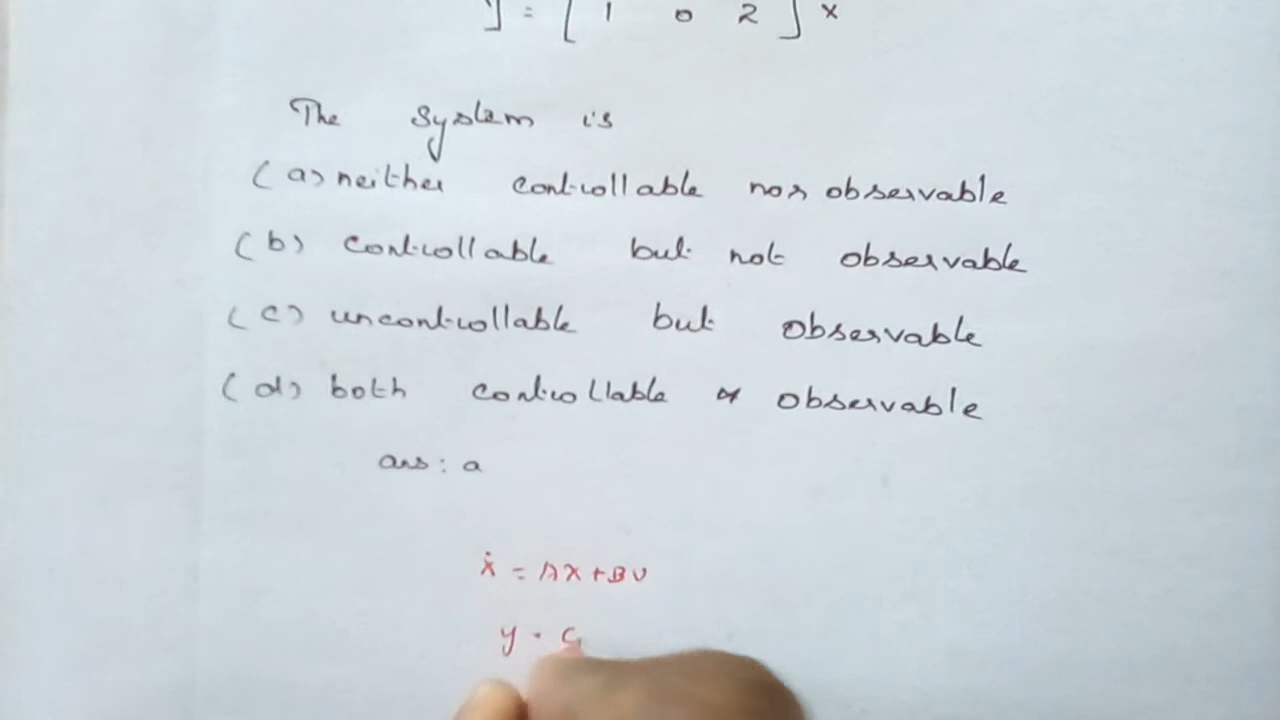 y = [ 1 0 2 ] x
The System is
(a) neither controllable nor observable
(b) controllable but not observable
(c) uncontrollable but observable
(d) both controllable & observable
ans: a
ẋ = AX+BU
y = C